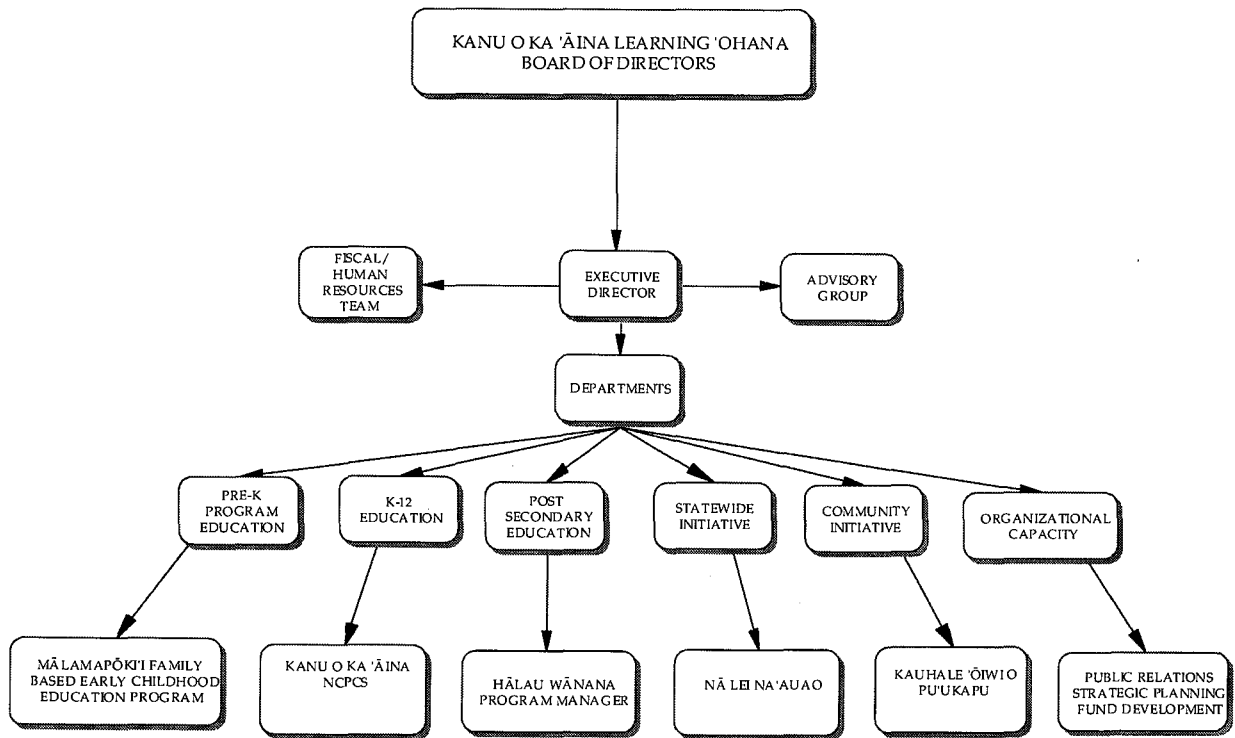 KANU O KA 'ĀINA LEARNING 'OHANA
BOARD OF DIRECTORS
FISCAL/
HUMAN
RESOURCES
TEAM
EXECUTIVE
DIRECTOR
ADVISORY
GROUP
DEPARTMENTS
PRE-K
PROGRAM
EDUCATION
K-12
EDUCATION
POST
SECONDARY
EDUCATION
STATEWIDE
INITIATIVE
COMMUNITY
INITIATIVE
ORGANIZATIONAL
CAPACITY
MĀLAMAPŌKI'I FAMILY
BASED EARLY CHILDHOOD
EDUCATION PROGRAM
KANU O KA 'ĀINA
NCPCS
HĀLAU WĀNANA
PROGRAM MANAGER
NĀ LEI NA'AUAO
KAUHALE 'ŌIWI O
PU'UKAPU
PUBLIC RELATIONS
STRATEGIC PLANNING
FUND DEVELOPMENT